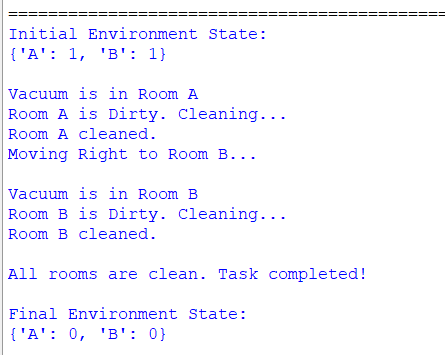 ==============================================
Initial Environment State:
{'A': 1, 'B': 1}
Vacuum is in Room A
Room A is Dirty. Cleaning...
Room A cleaned.
Moving Right to Room B...
Vacuum is in Room B
Room B is Dirty. Cleaning...
Room B cleaned.
All rooms are clean. Task completed!
Final Environment State:
{'A': 0, 'B': 0}